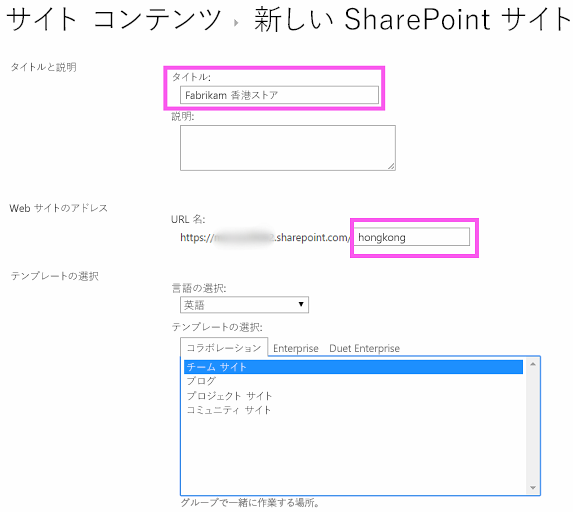 サイト コンテンツ ▸ 新しい SharePoint サイト
タイトルと説明
タイトル:
Fabrikam 香港ストア
説明:
Web サイトのアドレス
URL 名:
https:// .sharepoint.com/ hongkong
テンプレートの選択
言語の選択:
英語
テンプレートの選択:
コラボレーション Enterprise Duet Enterprise
チーム サイト
ブログ
プロジェクト サイト
コミュニティ サイト
グループで一緒に作業する場所。